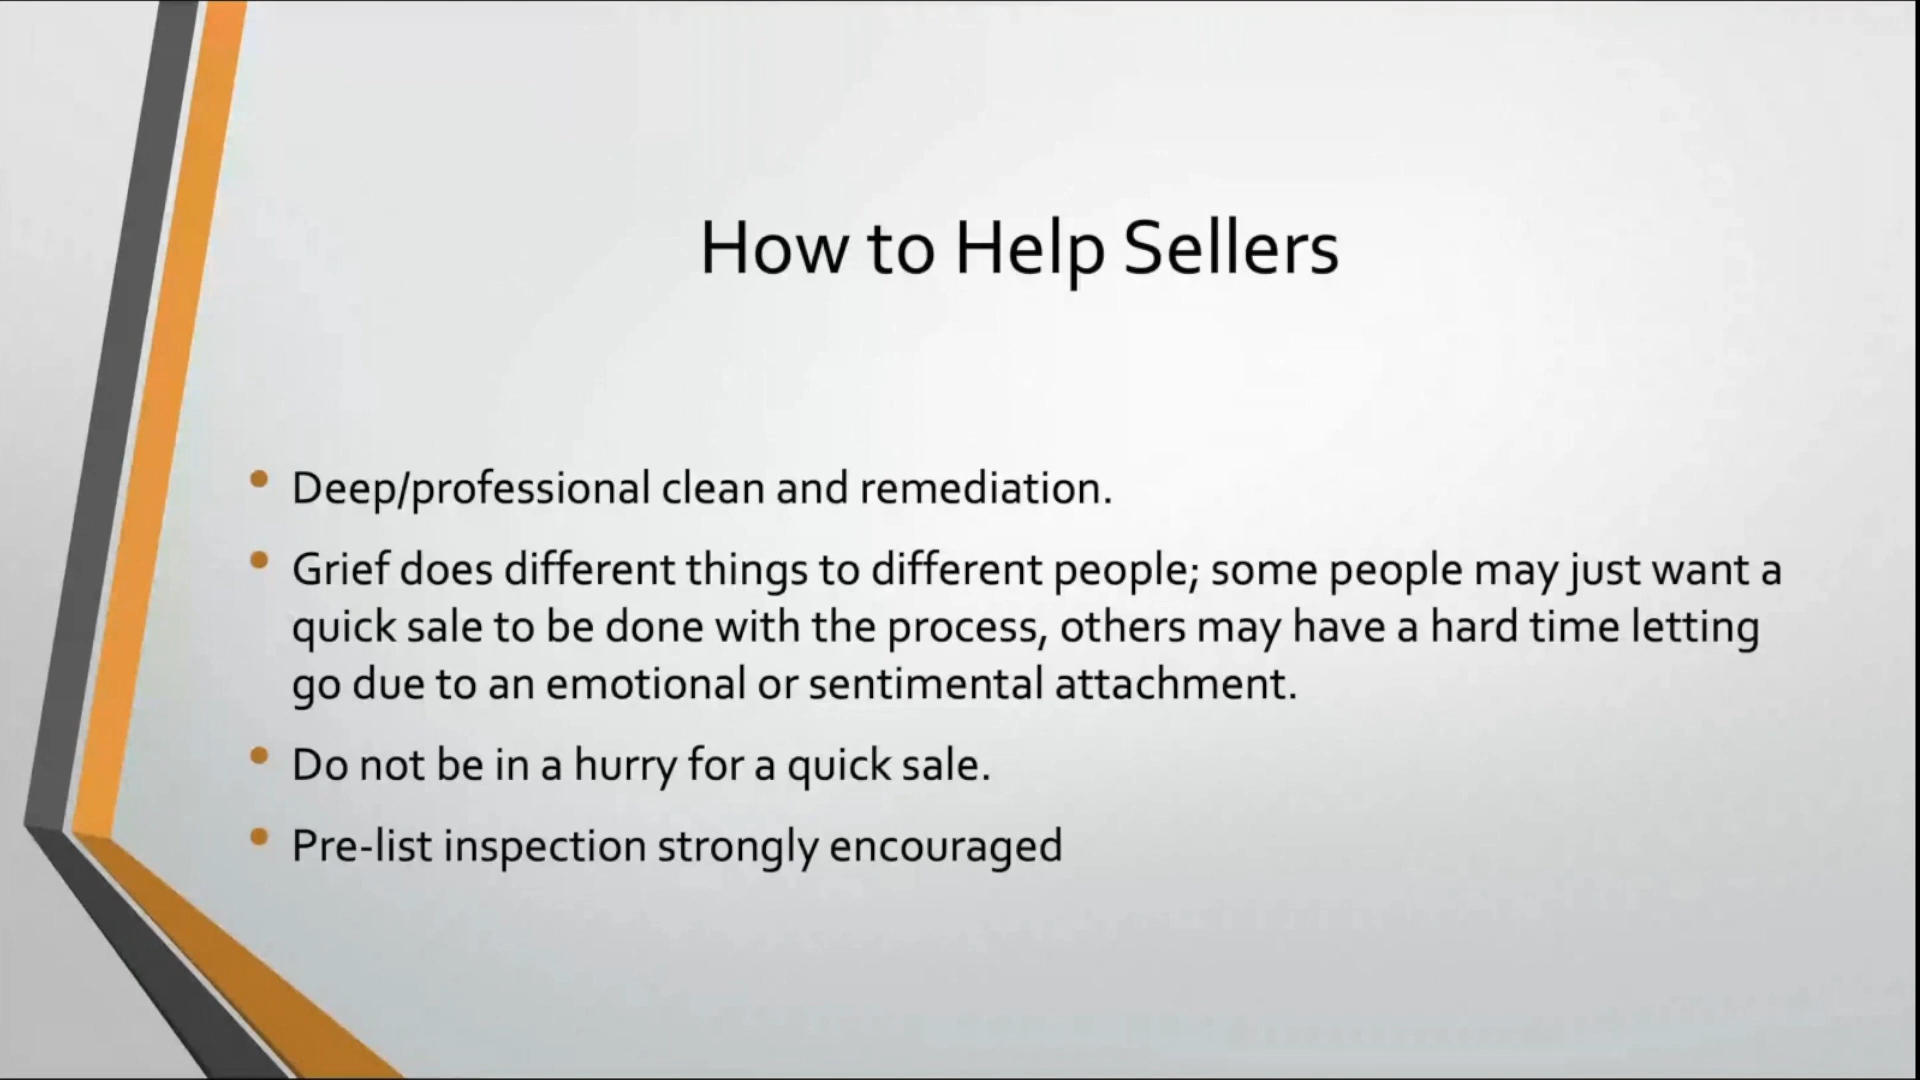 How to Help Sellers
• Deep/professional clean and remediation.
• Grief does different things to different people; some people may just want a
quick sale to be done with the process, others may have a hard time letting
go due to an emotional or sentimental attachment.
• Do not be in a hurry for a quick sale.
• Pre-list inspection strongly encouraged